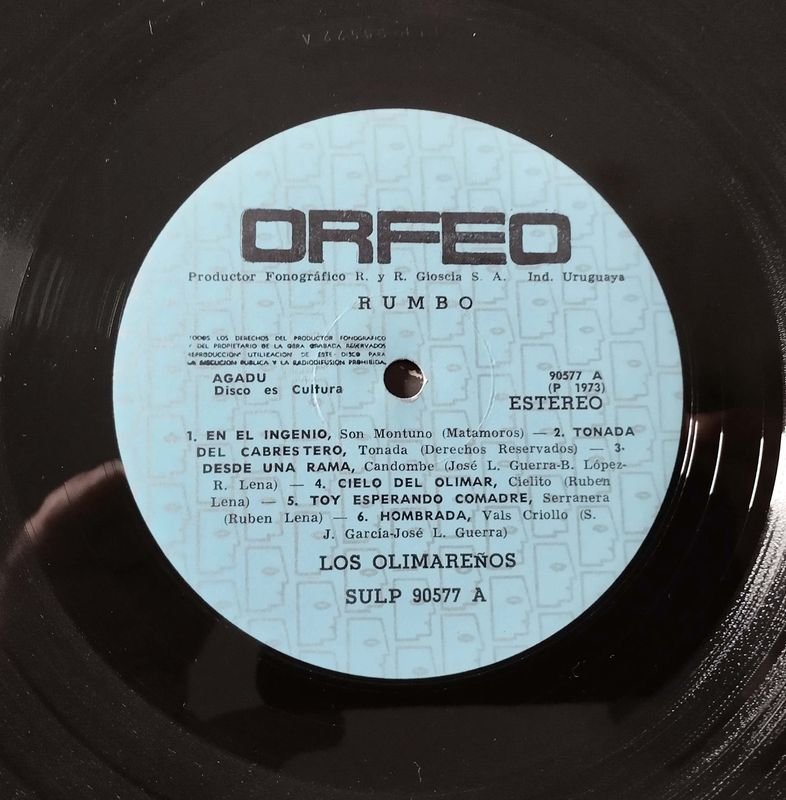 ORFEO
Productor Fonográfico R. y R. Gioscia S. A. Ind. Uruguaya
RUMBO
TODOS LOS DERECHOS DEL PRODUCTOR FONOGRAFICO
Y DEL PROPIETARIO DE LA OBRA GRABADA RESERVADOS
REPRODUCCION UTILIZACION DE ESTE DISCO PARA
LA EJECUCION PUBLICA Y LA RADIODIFUSION PROHIBIDA.
AGADU
Disco es Cultura
90577 A
(P 1973)
ESTEREO
1. EN EL INGENIO, Son Montuno (Matamoros) — 2. TONADA
DEL CABRESTERO, Tonada (Derechos Reservados) — 3-
DESDE UNA RAMA, Candombe (José L. Guerra-B. López-
R. Lena) — 4. CIELO DEL OLIMAR, Cielito (Ruben
Lena) — 5. TOY ESPERANDO COMADRE, Serranera
(Ruben Lena) — 6. HOMBRADA, Vals Criollo (S.
J. García-José L. Guerra)
LOS OLIMAREÑOS
SULP 90577 A